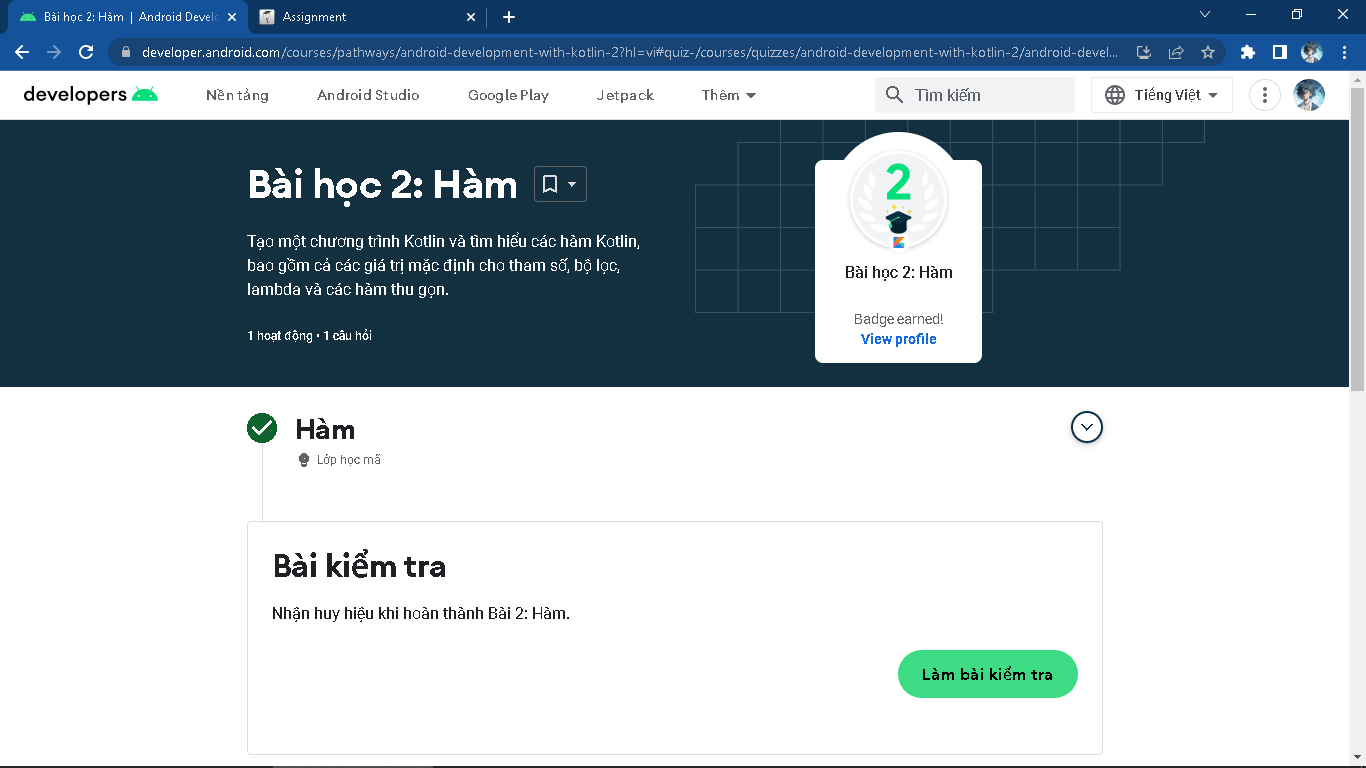 Bài học 2: Hàm | Android Develo
Assignment
developer.android.com/courses/pathways/android-development-with-kotlin-2?hl=vi#quiz-/courses/quizzes/android-development-with-kotlin-2/android-devel...
developers
Nền tảng
Android Studio
Google Play
Jetpack
Thêm
Tìm kiếm
Tiếng Việt
Bài học 2: Hàm
Tạo một chương trình Kotlin và tìm hiểu các hàm Kotlin,
bao gồm cả các giá trị mặc định cho tham số, bộ lọc,
lambda và các hàm thu gọn.
1 hoạt động • 1 câu hỏi
2
Bài học 2: Hàm
Badge earned!
View profile
Hàm
Lớp học mã
Bài kiểm tra
Nhận huy hiệu khi hoàn thành Bài 2: Hàm.
Làm bài kiểm tra